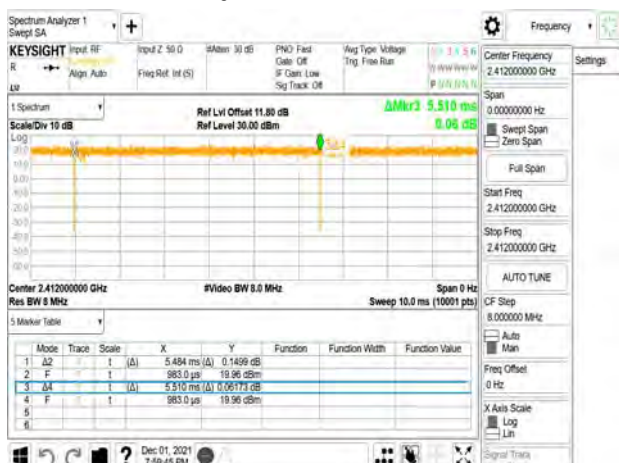 Spectrum Analyzer 1
Swept SA
+
Frequency
KEYSIGHT Input: RF Input Z: 50 Ω #Atten: 30 dB PNO: Fast Avg Type: Voltage
R Align: Auto Freq Ref: Int (S) Gate: Off Trig: Free Run
IF Gain: Low
Sig Track: Off
Center Frequency
2.412000000 GHz
Settings
1 Spectrum
Scale/Div 10 dB
Ref Lvl Offset 11.80 dB
Ref Level 30.00 dBm
ΔMkr3 5.510 ms
0.06 dB
Log
Span
0.00000000 Hz
Swept Span
Zero Span
Full Span
Start Freq
2.412000000 GHz
Stop Freq
2.412000000 GHz
AUTO TUNE
Center 2.412000000 GHz #Video BW 8.0 MHz Span 0 Hz
Res BW 8 MHz Sweep 10.0 ms (10001 pts)
CF Step
8.000000 MHz
Auto
Man
5 Marker Table
Mode Trace Scale X Y Function Function Width Function Value
1 Δ2 t (Δ) 5.484 ms (Δ) 0.1499 dB
2 F t 983.0 µs 19.96 dBm
3 Δ4 t (Δ) 5.510 ms (Δ) 0.06173 dB
4 F t 983.0 µs 19.96 dBm
5
6
Freq Offset
0 Hz
X Axis Scale
Log
Lin
Signal Track
? Dec 01, 2021
7:59:45 PM